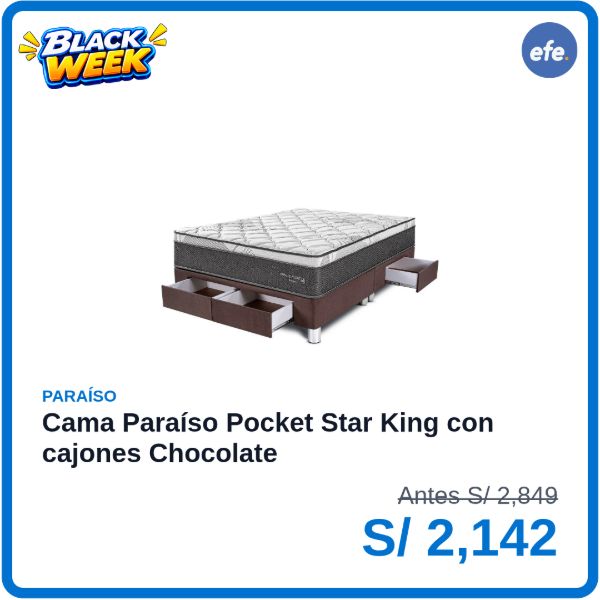 BLACK
WEEK
efe.
PARAÍSO
Cama Paraíso Pocket Star King con
cajones Chocolate
Antes S/ 2,849
S/ 2,142